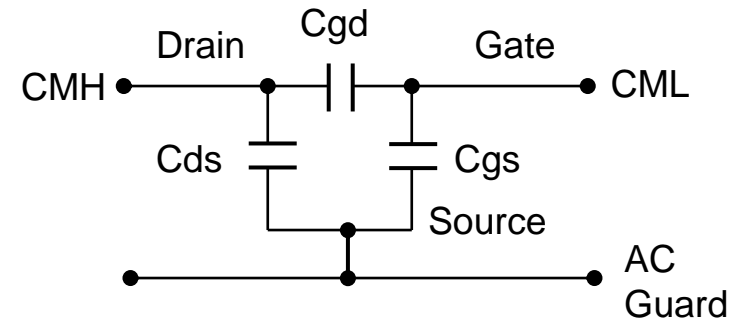 Cgd
Drain
Gate
CMH
CML
Cds
Cgs
Source
AC
Guard